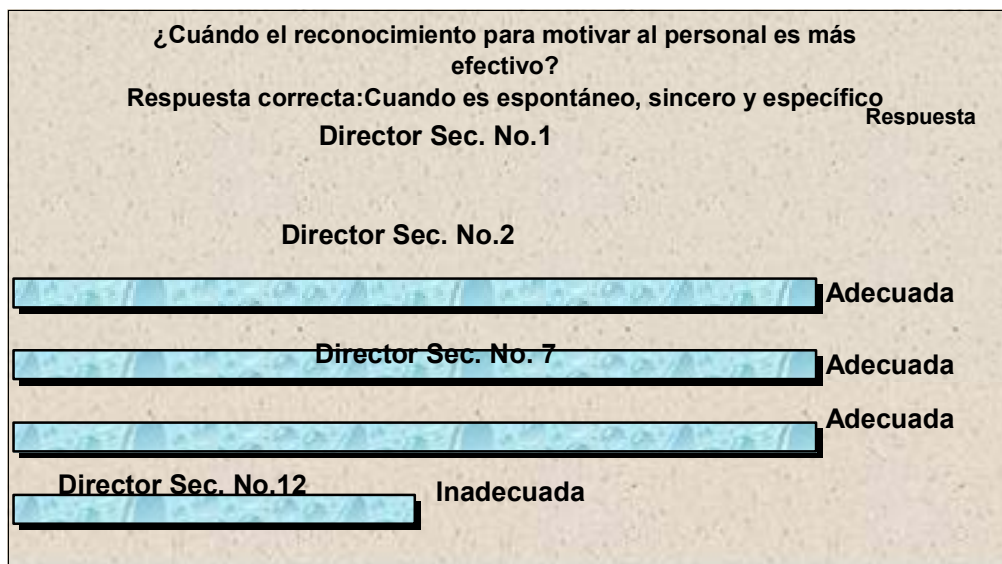 ¿Cuándo el reconocimiento para motivar al personal es más
efectivo?
Respuesta correcta:Cuando es espontáneo, sincero y específico
Respuesta
Director Sec. No.1
Director Sec. No.2
Adecuada
Director Sec. No. 7
Adecuada
Adecuada
Director Sec. No.12
Inadecuada